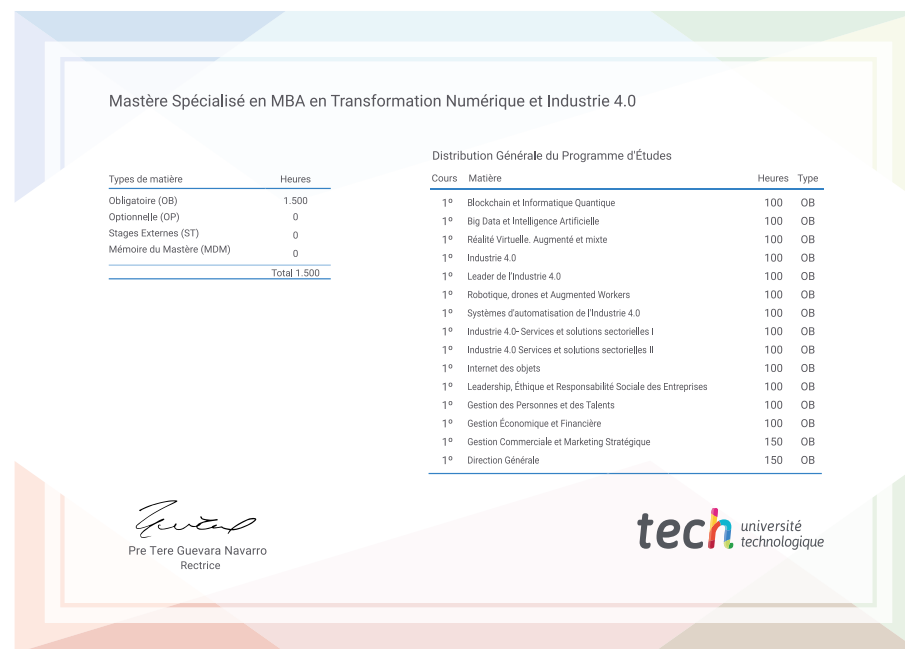 Mastère Spécialisé en MBA en Transformation Numérique et Industrie 4.0
Types de matière Heures
Obligatoire (OB) 1.500
Optionnelle (OP) 0
Stages Externes (ST) 0
Mémoire du Mastère (MDM) 0
Total 1.500
Distribution Générale du Programme d'Études
Cours Matière Heures Type
1º Blockchain et Informatique Quantique 100 OB
1º Big Data et Intelligence Artificielle 100 OB
1º Réalité Virtuelle. Augmenté et mixte 100 OB
1º Industrie 4.0 100 OB
1º Leader de l'Industrie 4.0 100 OB
1º Robotique, drones et Augmented Workers 100 OB
1º Systèmes d'automatisation de l'Industrie 4.0 100 OB
1º Industrie 4.0- Services et solutions sectorielles I 100 OB
1º Industrie 4.0 Services et solutions sectorielles II 100 OB
1º Internet des objets 100 OB
1º Leadership, Éthique et Responsabilité Sociale des Entreprises 100 OB
1º Gestion des Personnes et des Talents 100 OB
1º Gestion Économique et Financière 100 OB
1º Gestion Commerciale et Marketing Stratégique 150 OB
1º Direction Générale 150 OB
Pre Tere Guevara Navarro
Rectrice
tech université
technologique